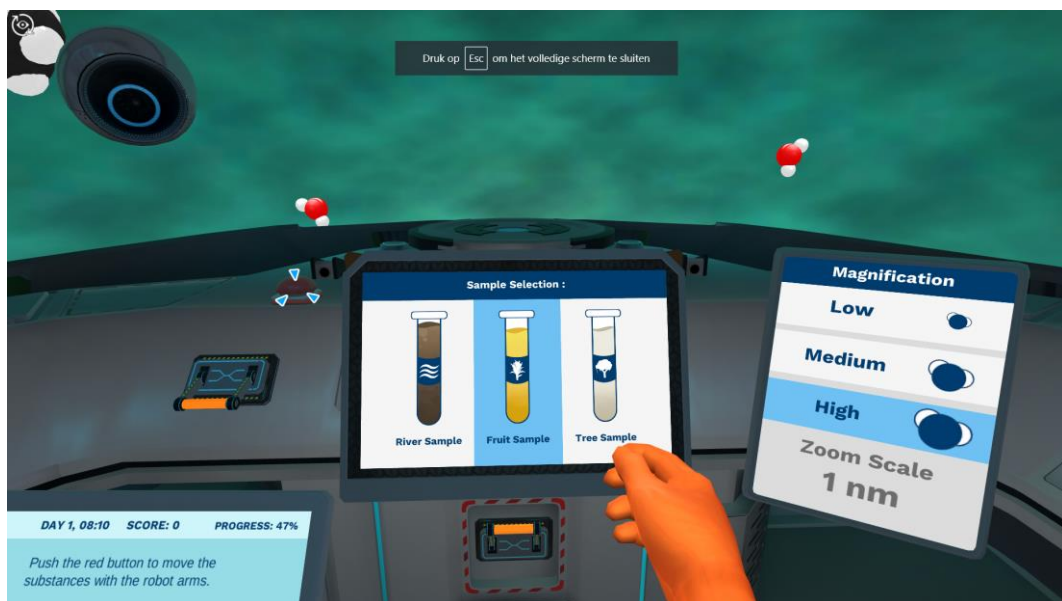 Druk op Esc om het volledige scherm te sluiten
Sample Selection :
River Sample
Fruit Sample
Tree Sample
Magnification
Low
Medium
High
Zoom Scale
1 nm
DAY 1, 08:10 SCORE: 0 PROGRESS: 47%
Push the red button to move the
substances with the robot arms.